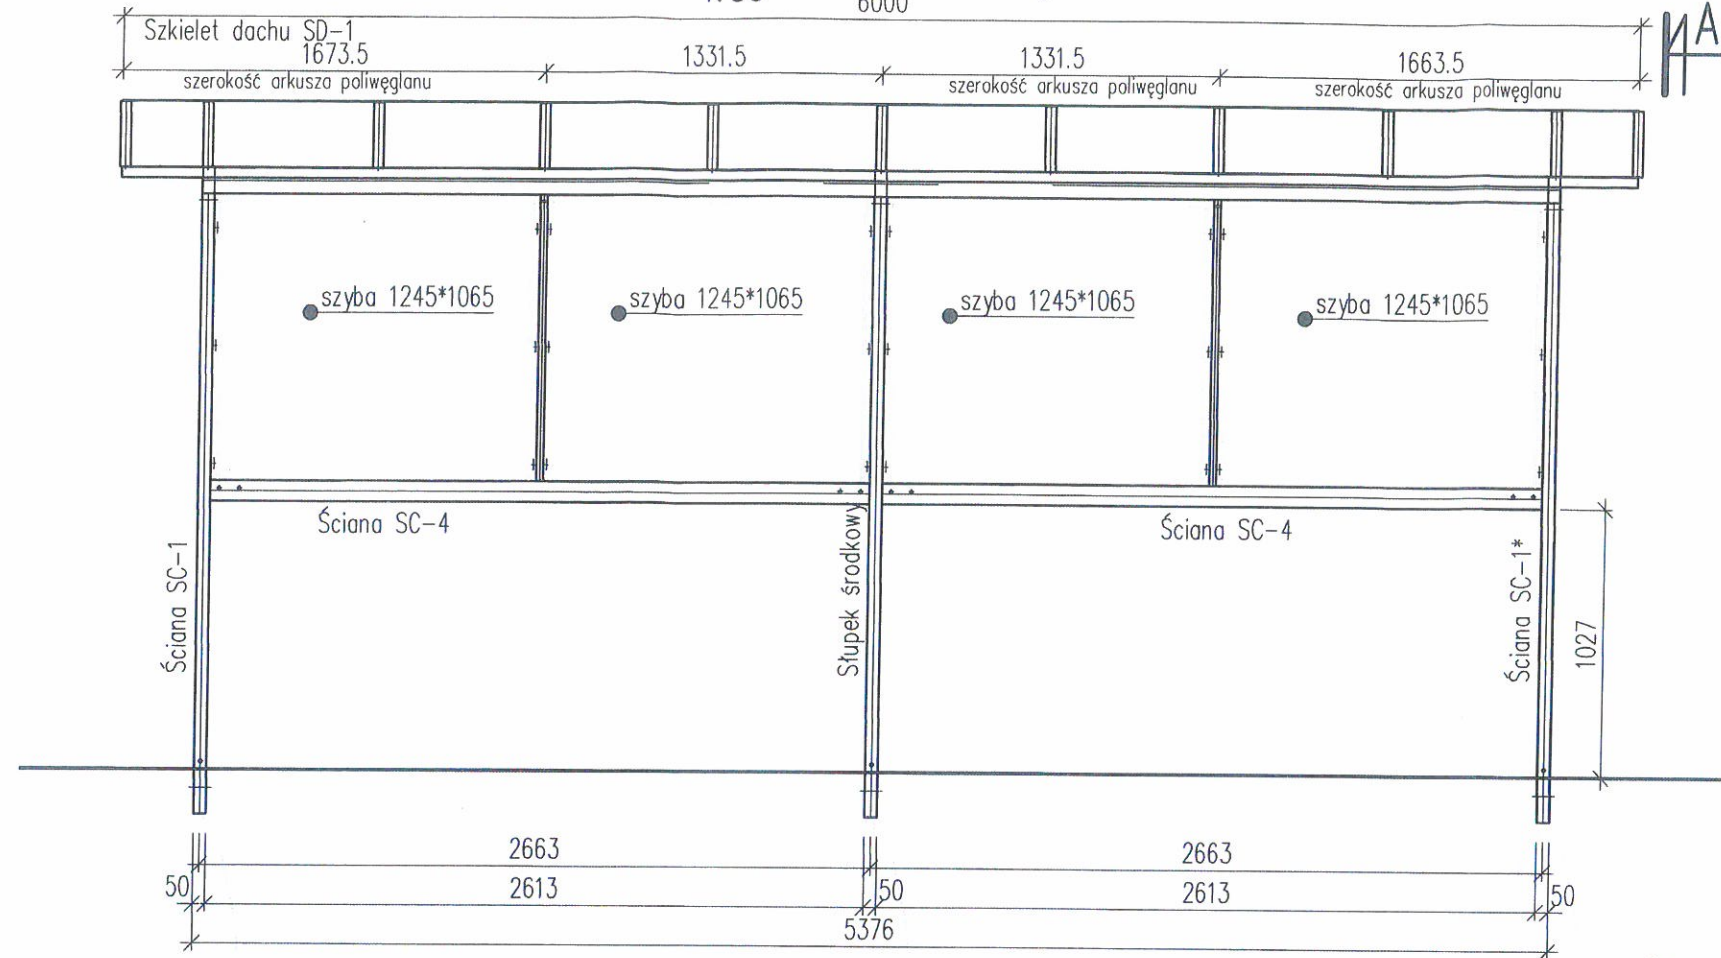 6000
A
Szkielet dachu SD-1
1673.5
1331.5
1331.5
1663.5
szerokość arkusza poliwęglanu
szerokość arkusza poliwęglanu
szerokość arkusza poliwęglanu
szyba 1245*1065
szyba 1245*1065
szyba 1245*1065
szyba 1245*1065
Ściana SC-4
Ściana SC-4
Ściana SC-1
Słupek środkowy
Ściana SC-1*
1027
2663
2663
50
2613
50
2613
50
5376